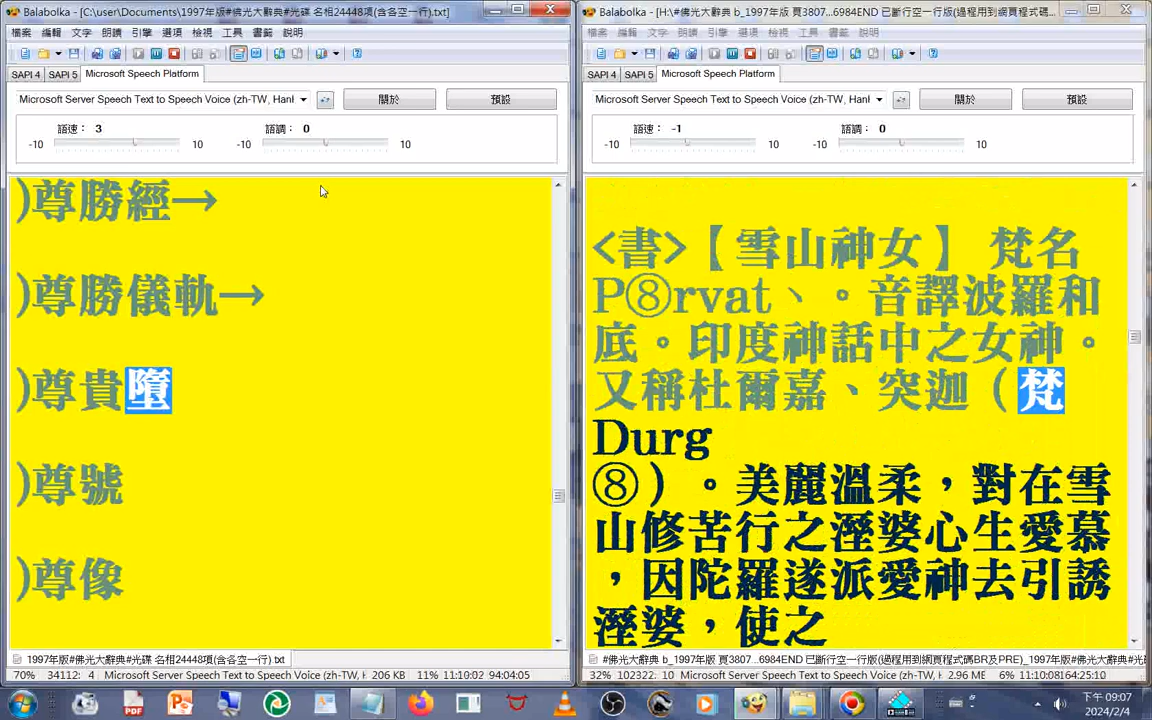 Balabolka - [C:\user\Documents\1997年版#佛光大辭典#光碟 名相24448項(含各空一行).txt]
檔案 編輯 文字 朗讀 引擎 選項 檢視 工具 書籤 說明
SAPI 4 SAPI 5 Microsoft Speech Platform
Microsoft Server Speech Text to Speech Voice (zh-TW, Hanl
關於 預設
語速： 3 語調： 0
-10 10 -10 10
)尊勝經→
)尊勝儀軌→
)尊貴墮
)尊號
)尊像
1997年版#佛光大辭典#光碟 名相24448項(含各空一行).txt
70% 34112: 4 Microsoft Server Speech Text to Speech Voice (zh-TW, 206 KB 11% 11:10:02 94:04:05
Balabolka - [H:\#佛光大辭典 b_1997年版 頁3807...6984END 已斷行空一行版(過程用到網頁程式碼...
檔案 編輯 文字 朗讀 引擎 選項 檢視 工具 書籤 說明
SAPI 4 SAPI 5 Microsoft Speech Platform
Microsoft Server Speech Text to Speech Voice (zh-TW, Hanl
關於 預設
語速： -1 語調： 0
-10 10 -10 10
<書>【雪山神女】 梵名
P⑧rvat丶。音譯波羅和
底。印度神話中之女神。
又稱杜爾嘉、突迦（梵
Durg
⑧）。美麗溫柔，對在雪
山修苦行之溼婆心生愛慕
，因陀羅遂派愛神去引誘
溼婆，使之
#佛光大辭典 b_1997年版 頁3807...6984END 已斷行空一行版(過程用到網頁程式碼BR及PRE)_1997年版#光
32% 102322: 10 Microsoft Server Speech Text to Speech Voice (zh-TW, 2.96 ME 6% 11:10:08164:25:10
下午 09:07
2024/2/4